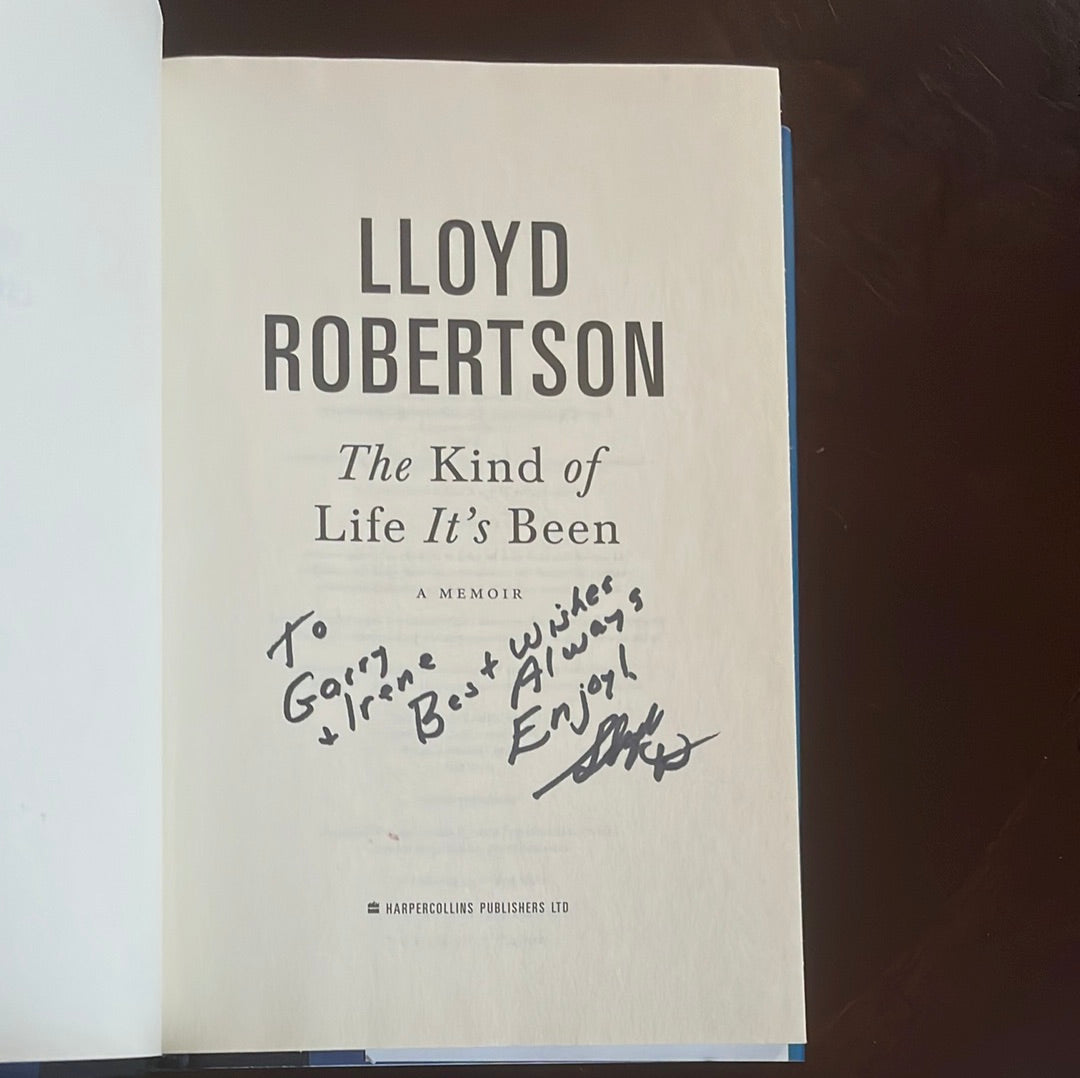 LLOYD
ROBERTSON
The Kind of
Life It's Been
A MEMOIR
To
Garry
+ Irene
Best Wishes
Always
Enjoy!
Lloyd
HARPERCOLLINS PUBLISHERS LTD